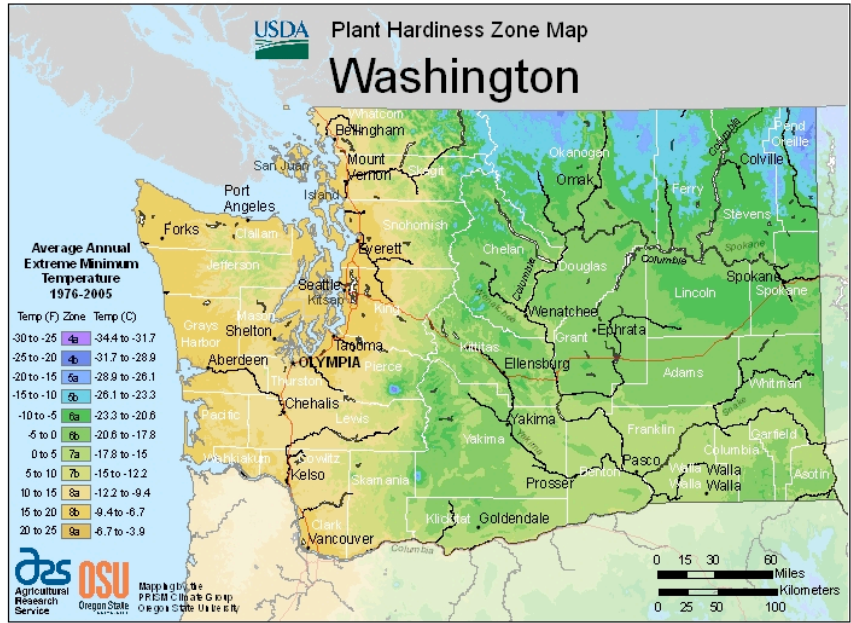 USDA
Plant Hardiness Zone Map
Washington
Whatcom
Bellingham
San Juan
Mount
Vernon
Skagit
Island
Okanogan
Omak
Ferry
Columbia
Pend
Oreille
Colville
Stevens
Port
Angeles
Forks
Clallam
Jefferson
Snohomish
Everett
Chelan
Douglas
Columbia
Columbia
Spokane
Spokane
Spokane
Lincoln
Seattle
Kitsap
King
Mason
Grays
Harbor
Shelton
Aberdeen
Tacoma
OLYMPIA
Pierce
Thurston
Wenatchee
Grant
Ephrata
Kittitas
Ellensburg
Adams
Whitman
Pacific
Chehalis
Lewis
Yakima
Yakima
Yakima
Franklin
Snake
Garfield
Columbia
Asotin
Wahkiakum
Cowlitz
Kelso
Skamania
Prosser
Benton
Pasco
Walla
Walla
Walla
Walla
Clark
Vancouver
Klickitat
Goldendale
Columbia
Average Annual
Extreme Minimum
Temperature
1976-2005
Temp (F) Zone Temp (C)
-30 to -25 4a -34.4 to -31.7
-25 to -20 4b -31.7 to -28.9
-20 to -15 5a -28.9 to -26.1
-15 to -10 5b -26.1 to -23.3
-10 to -5 6a -23.3 to -20.6
-5 to 0 6b -20.6 to -17.8
0 to 5 7a -17.8 to -15
5 to 10 7b -15 to -12.2
10 to 15 8a -12.2 to -9.4
15 to 20 8b -9.4 to -6.7
20 to 25 9a -6.7 to -3.9
ars
Agricultural
Research
Service
OSU
Oregon State
Mapping by the
PRISM Climate Group
Oregon State University
0 15 30 60
Miles
Kilometers
0 25 50 100